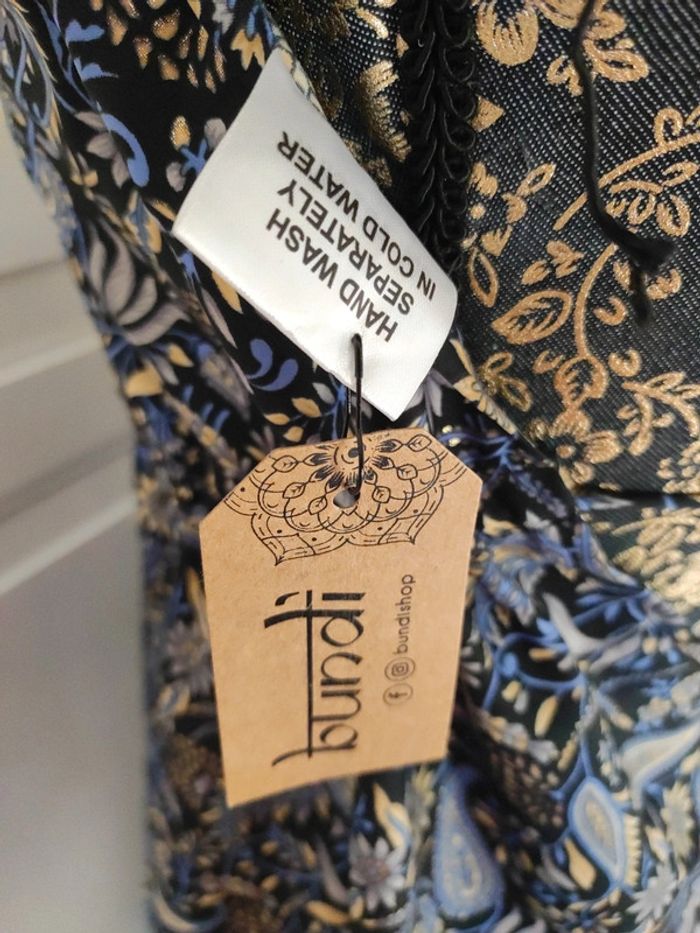 HAND WASH
SEPARATELY
IN COLD WATER
bundi
f bundishop